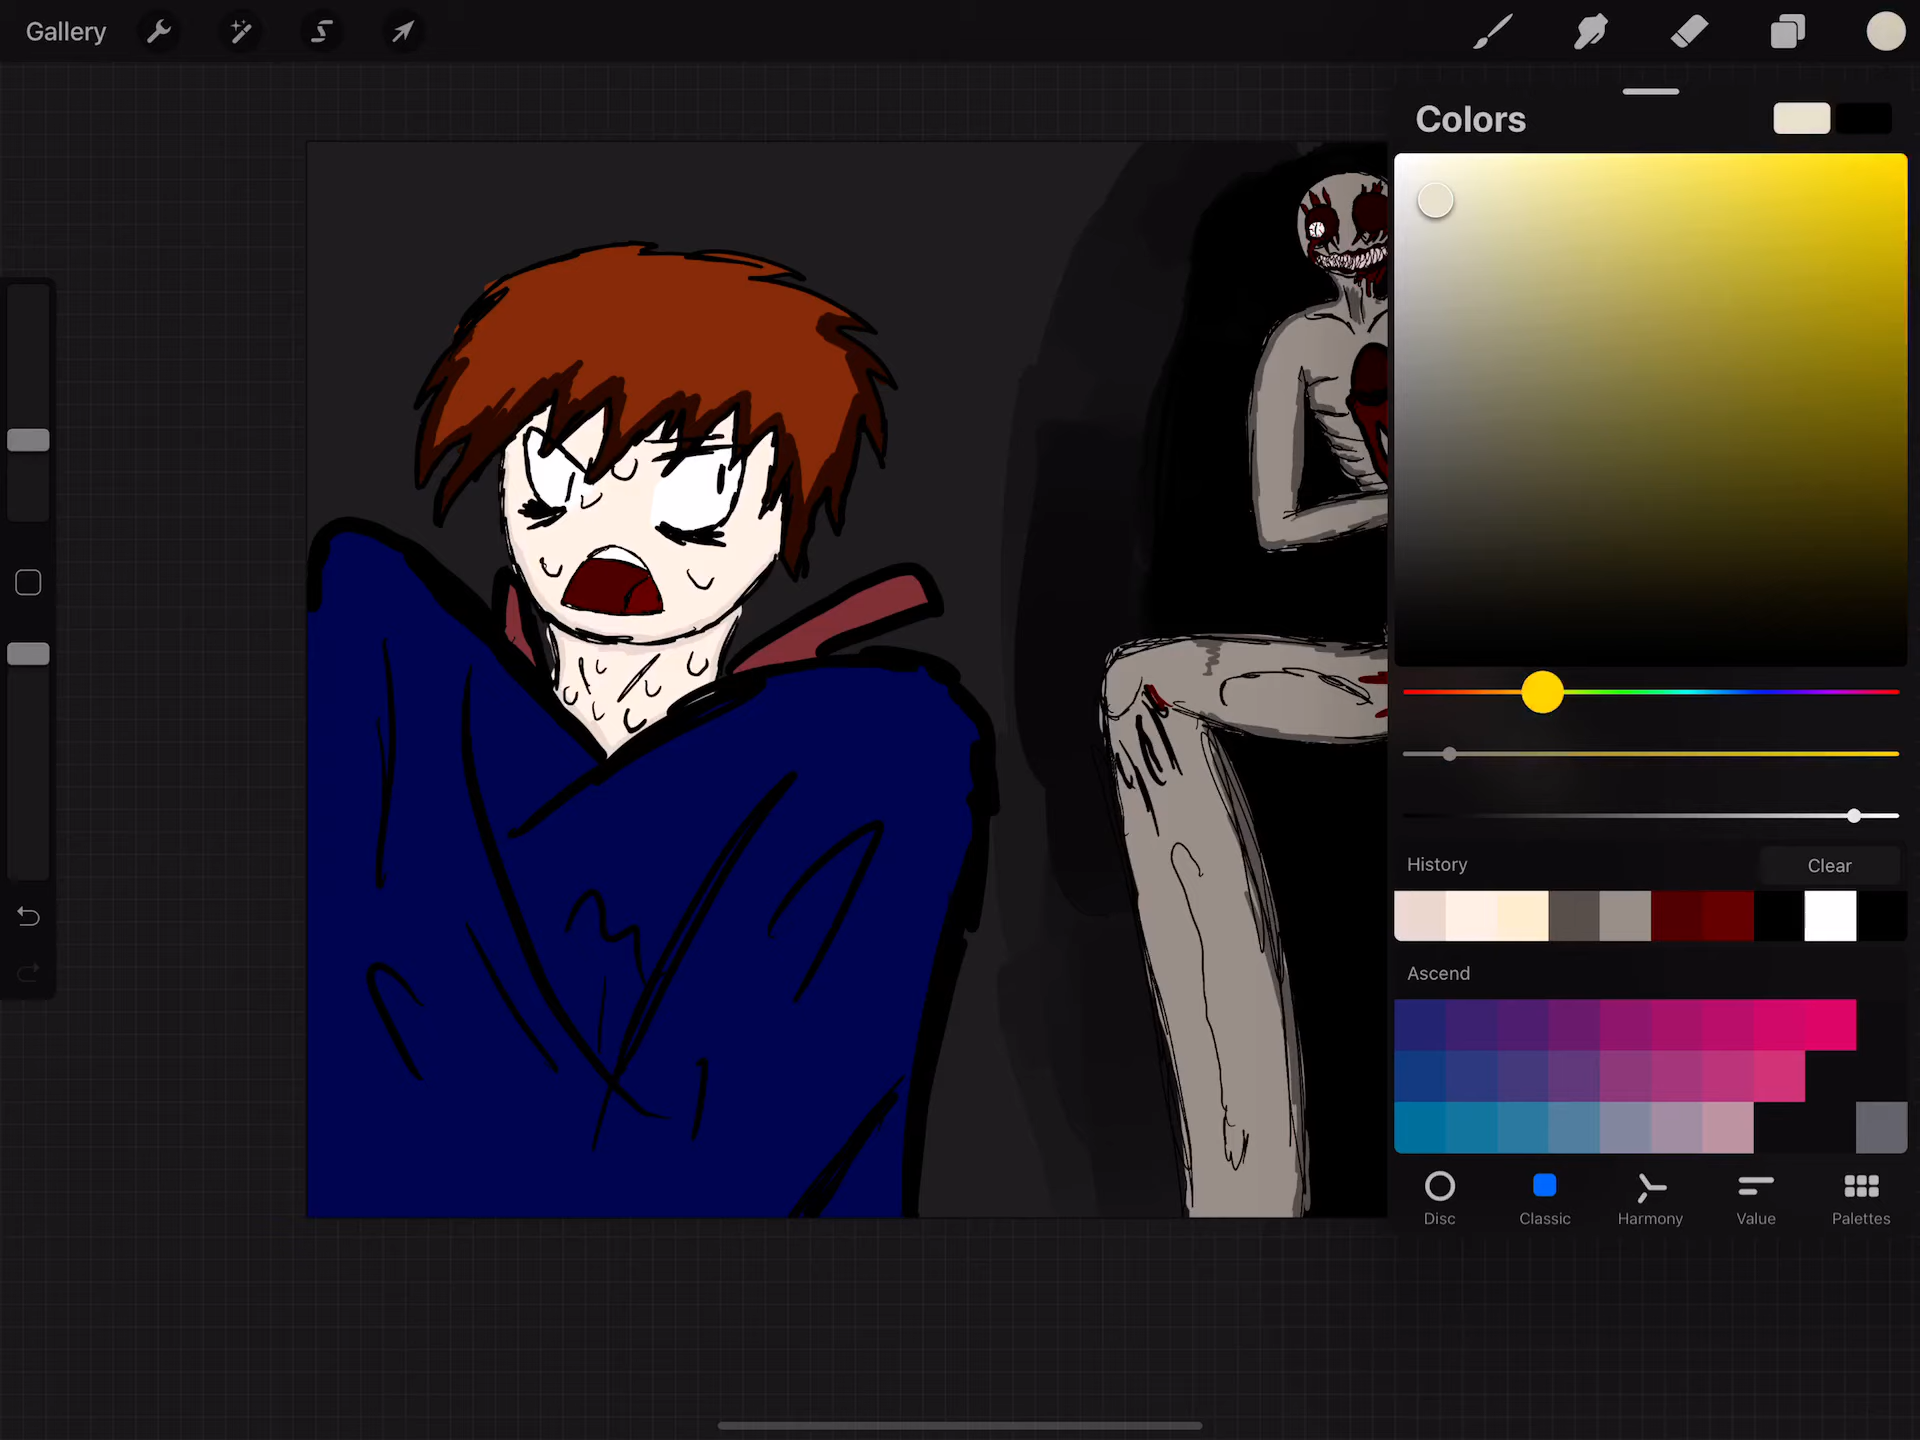 Gallery
Colors
History
Clear
Ascend
Disc
Classic
Harmony
Value
Palettes